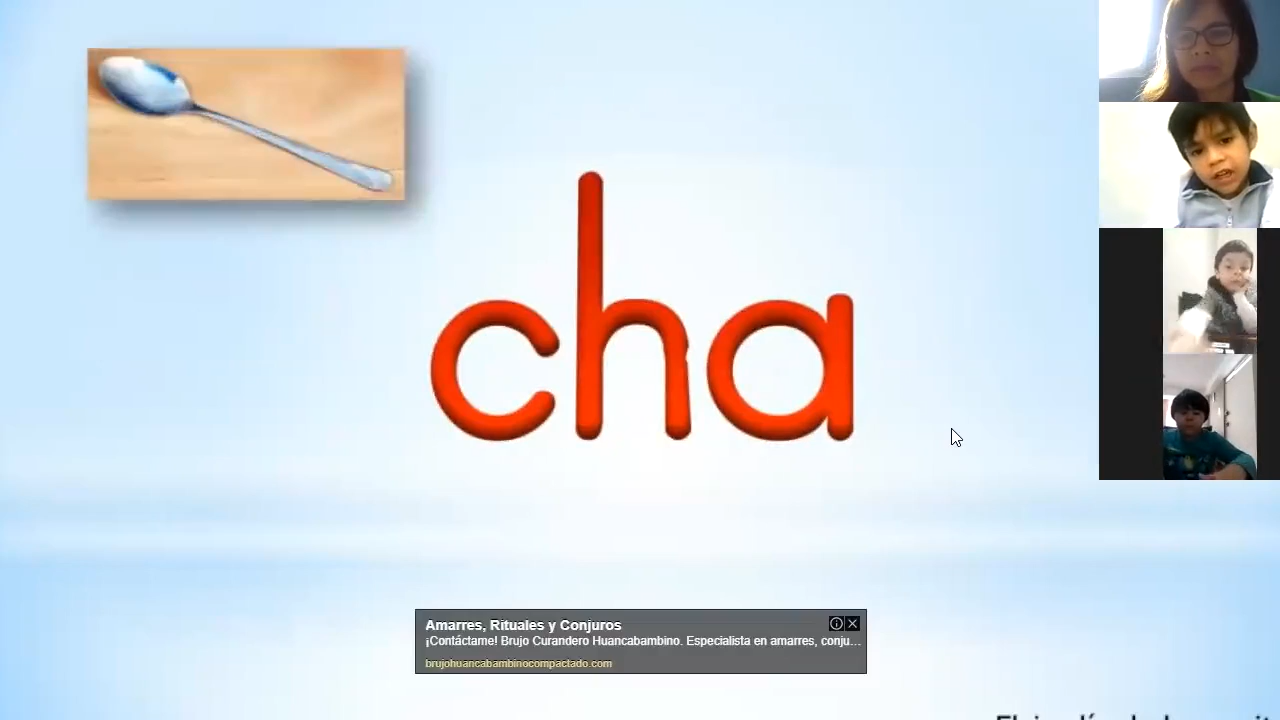 cha
Amarres, Rituales y Conjuros
¡Contáctame! Brujo Curandero Huancabambino. Especialista en amarres, conju...
brujohuancabambinocompactado.com